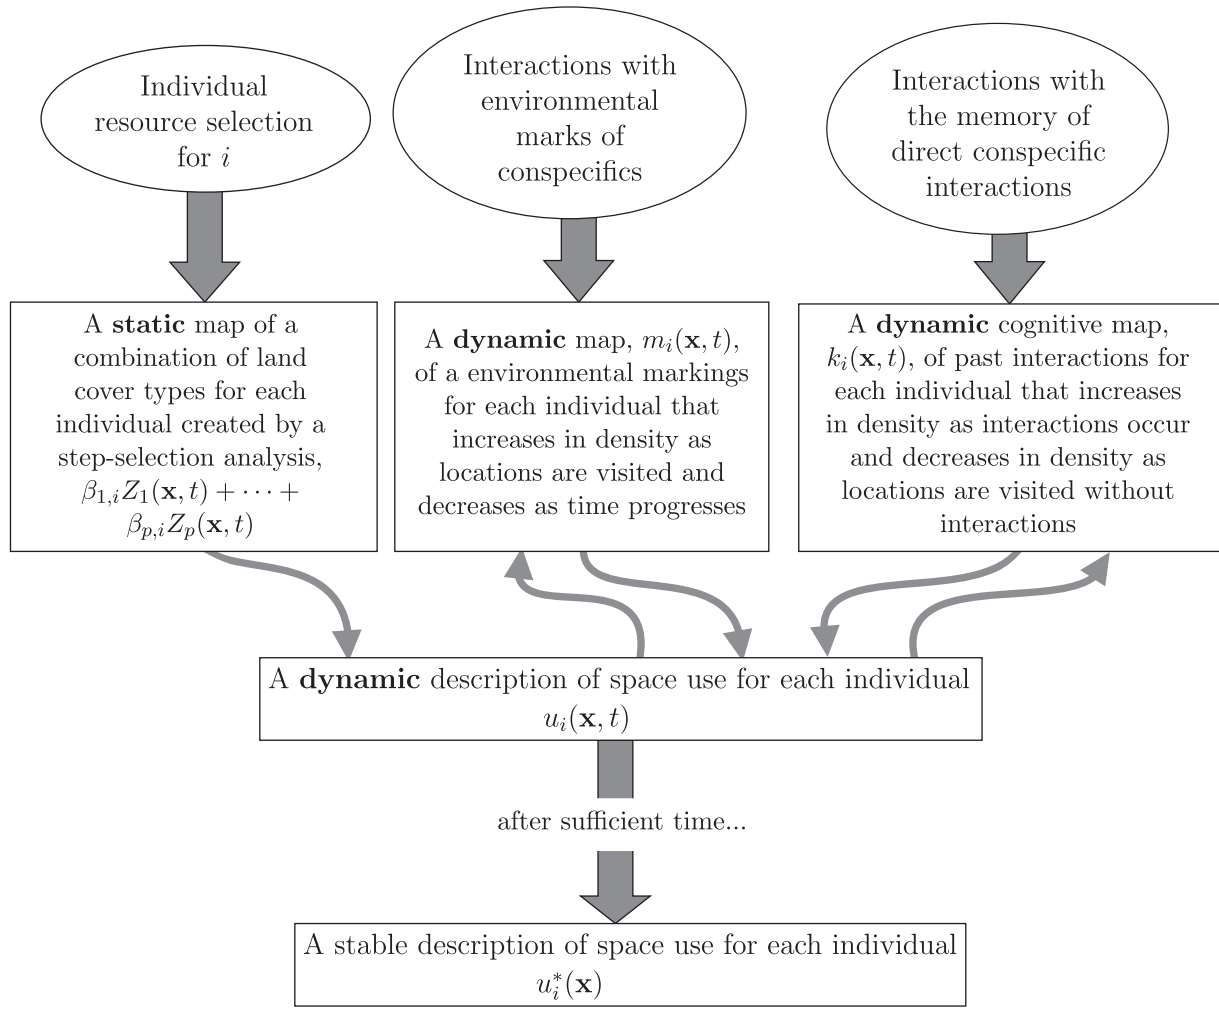 Individual
resource selection
for i
Interactions with
environmental
marks of
conspecifics
Interactions with
the memory of
direct conspecific
interactions
A static map of a
combination of land
cover types for each
individual created by a
step-selection analysis,
β₁,ᵢZ₁(x, t) + ⋯ +
βₚ,ᵢZₚ(x, t)
A dynamic map, mᵢ(x, t),
of a environmental markings
for each individual that
increases in density as
locations are visited and
decreases as time progresses
A dynamic cognitive map,
kᵢ(x, t), of past interactions for
each individual that increases
in density as interactions occur
and decreases in density as
locations are visited without
interactions
A dynamic description of space use for each individual
uᵢ(x, t)
after sufficient time...
A stable description of space use for each individual
uᵢ*(x)